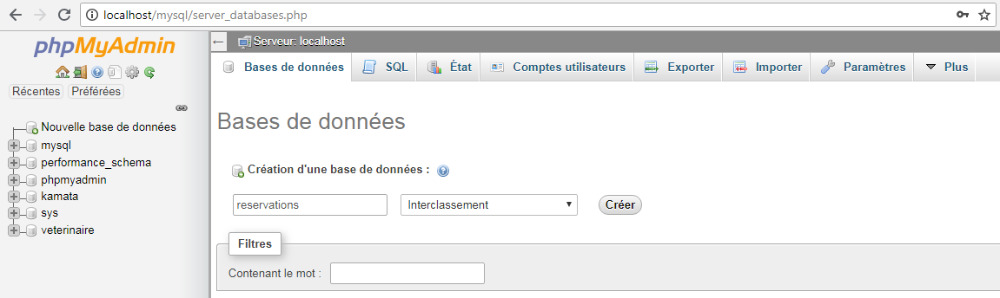 localhost/mysql/server_databases.php
phpMyAdmin
Récentes Préférées
Nouvelle base de données
mysql
performance_schema
phpmyadmin
kamata
sys
veterinaire
Serveur: localhost
Bases de données SQL État Comptes utilisateurs Exporter Importer Paramètres Plus
Bases de données
Création d'une base de données :
reservations Interclassement Créer
Filtres
Contenant le mot :